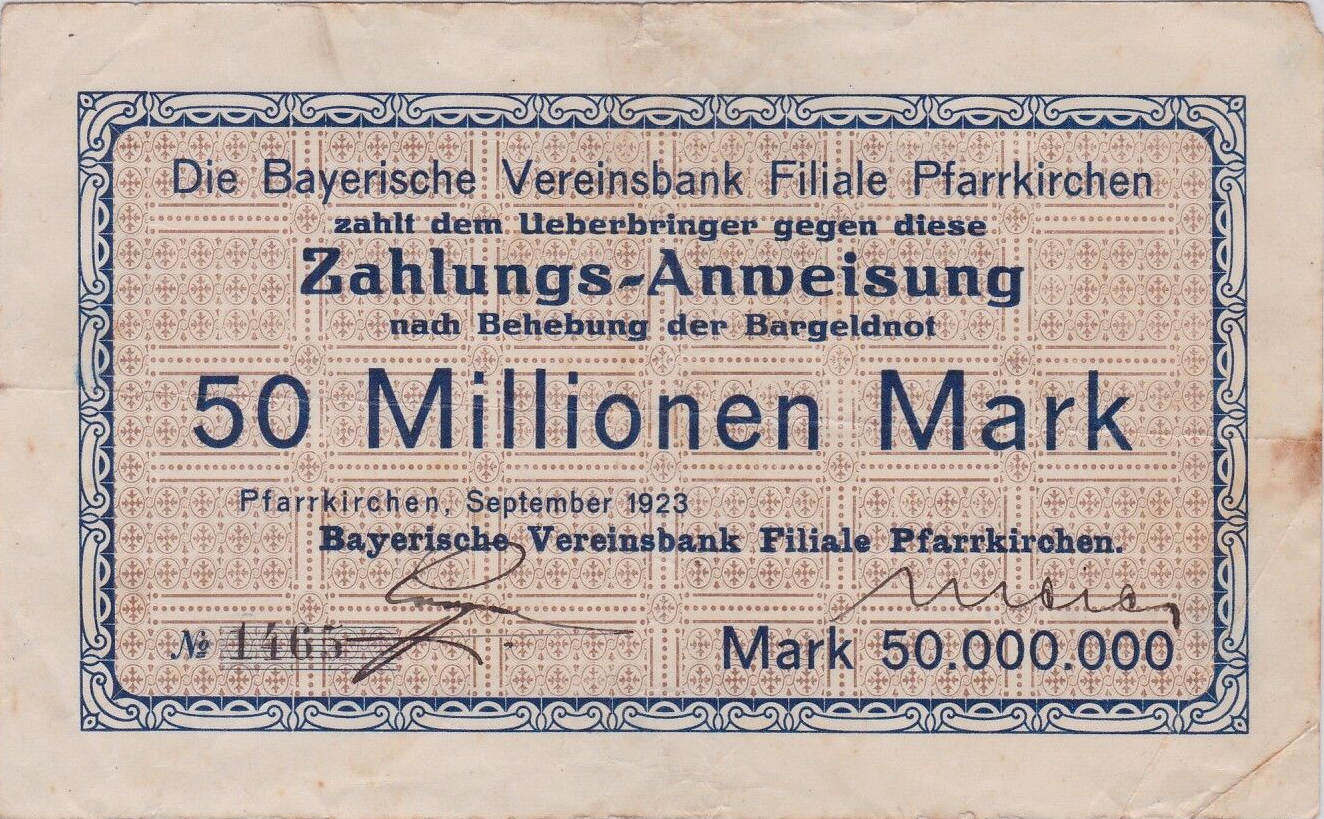 Die Bayerische Vereinsbank Filiale Pfarrkirchen
zahlt dem Ueberbringer gegen diese
Zahlungs-Anweisung
nach Behebung der Bargeldnot
50 Millionen Mark
Pfarrkirchen, September 1923
Bayerische Vereinsbank Filiale Pfarrkirchen.
№ 1465
Mark 50.000.000